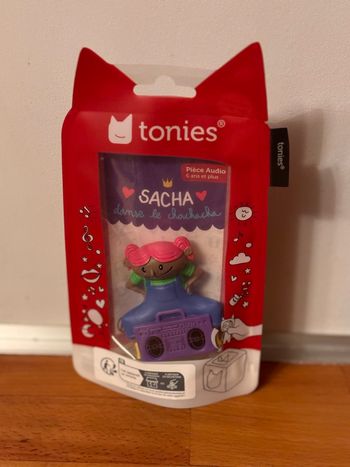 tonies®
tonies®
Pièce Audio
6 ans et plus
SACHA
danse le chachacha